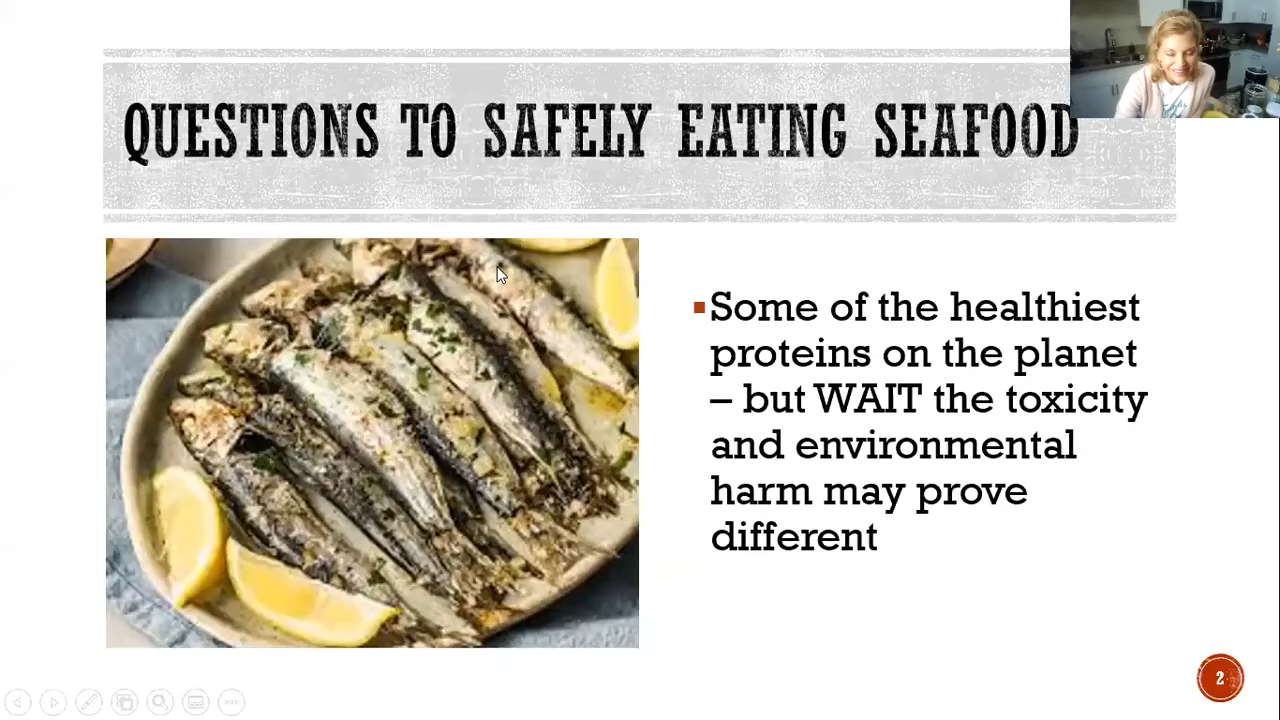 QUESTIONS TO SAFELY EATING SEAFOOD
Some of the healthiest
proteins on the planet
– but WAIT the toxicity
and environmental
harm may prove
different
2